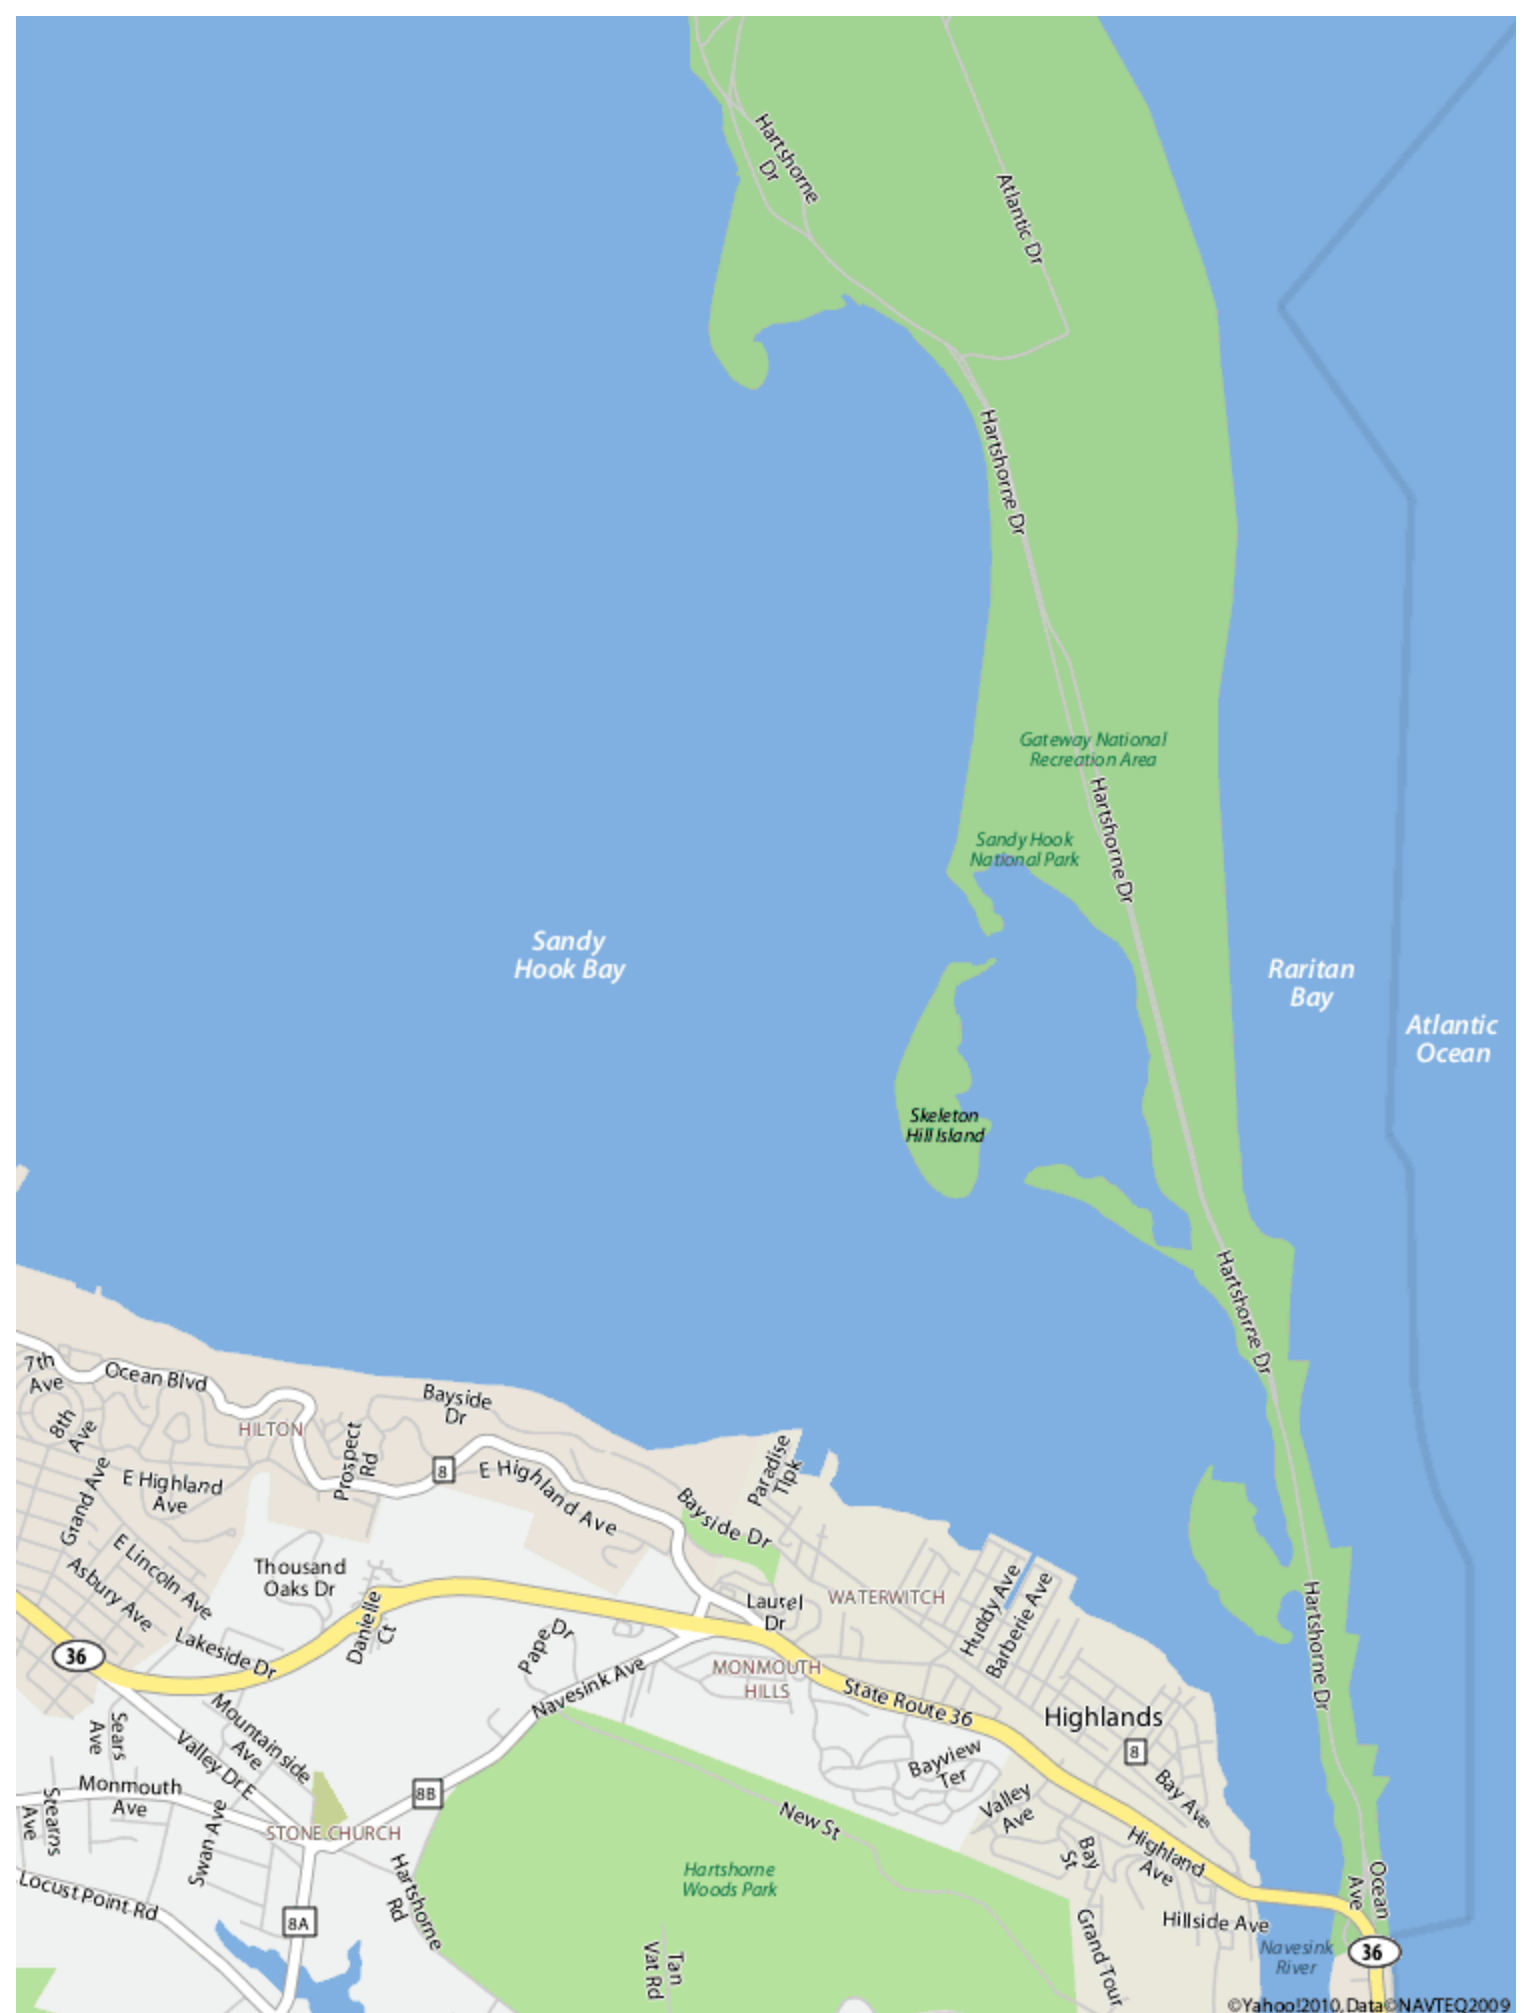 Hartshorne
Dr
Atlantic Dr
Hartshorne Dr
Gateway National
Recreation Area
Hartshorne Dr
Sandy Hook
National Park
Sandy
Hook Bay
Raritan
Bay
Atlantic
Ocean
Skeleton
Hill Island
Hartshorne Dr
7th
Ave
Ocean Blvd
Bayside
Dr
8th
Ave
HILTON
Prospect
Rd
8
Paradise
Tlpk
E Highland
Ave
E Highland Ave
Grand Ave
Bayside Dr
E Lincoln Ave
Asbury Ave
Thousand
Oaks Dr
Laurel
Dr
WATERWITCH
Huddy Ave
Barberie Ave
Hartshorne Dr
Danielle
Ct
Lakeside Dr
36
Pape Dr
Navesink Ave
MONMOUTH
HILLS
State Route 36
Highlands
8
Mountainside
Ave
Sears
Ave
Valley Dr E
Bayview
Ter
Bay Ave
Monmouth
Ave
8B
Valley
Ave
Stearns
Ave
Swan Ave
STONE CHURCH
New St
Bay
St
Highland
Ave
Hartshorne
Woods Park
Ocean
Ave
Locust Point Rd
Hartshorne
Rd
8A
Hillside Ave
Grand Tour
Tan
Vat Rd
Navesink
River
36
©Yahoo!2010, Data©NAVTEQ2009